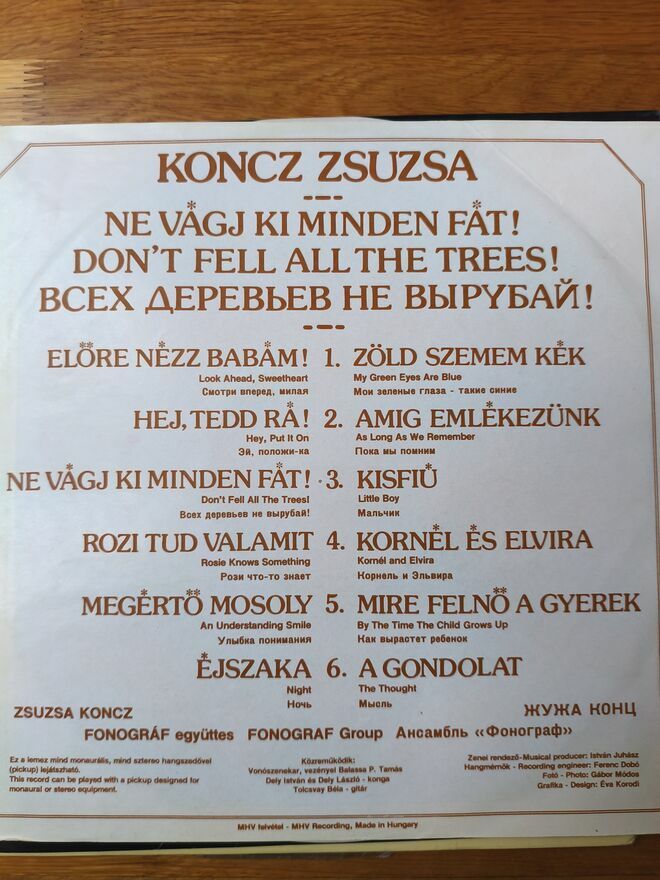 KONCZ ZSUZSA
NE VÁGJ KI MINDEN FÁT!
DON'T FELL ALL THE TREES!
ВСЕХ ДЕРЕВЬЕВ НЕ ВЫРУБАЙ!
ELŐRE NÉZZ BABÁM! 1. ZÖLD SZEMEM KÉK
Look Ahead, Sweetheart My Green Eyes Are Blue
Смотри вперед, милая Мои зеленые глаза - такие синие
HEJ, TEDD RÁ! 2. AMIG EMLÉKEZÜNK
Hey, Put It On As Long As We Remember
Эй, положи-ка Пока мы помним
NE VÁGJ KI MINDEN FÁT! 3. KISFIÚ
Don't Fell All The Trees! Little Boy
Всех деревьев не вырубай! Мальчик
ROZI TUD VALAMIT 4. KORNÉL ÉS ELVIRA
Rosie Knows Something Kornél and Elvira
Рози что-то знает Корнель и Эльвира
MEGÉRTŐ MOSOLY 5. MIRE FELNŐ A GYEREK
An Understanding Smile By The Time The Child Grows Up
Улыбка понимания Как вырастет ребенок
ÉJSZAKA 6. A GONDOLAT
Night The Thought
Ночь Мысль
ZSUZSA KONCZ ЖУЖА КОНЦ
FONOGRÁF együttes FONOGRAF Group Ансамбль «Фонограф»
Ez a lemez mind monaurális, mind sztereo hangszedővel
(pickup) lejátszható.
This record can be played with a pickup designed for
monaural or stereo equipment.
Közreműködik:
Vonószenekar, vezényel Balassa P. Tamás
Dely István és Dely László - konga
Tolcsvay Béla - gitár
Zenei rendező-Musical producer: István Juhász
Hangmérnök - Recording engineer: Ferenc Dobó
Fotó - Photo: Gábor Módos
Grafika - Design: Éva Korodi
MHV felvétel - MHV Recording, Made in Hungary